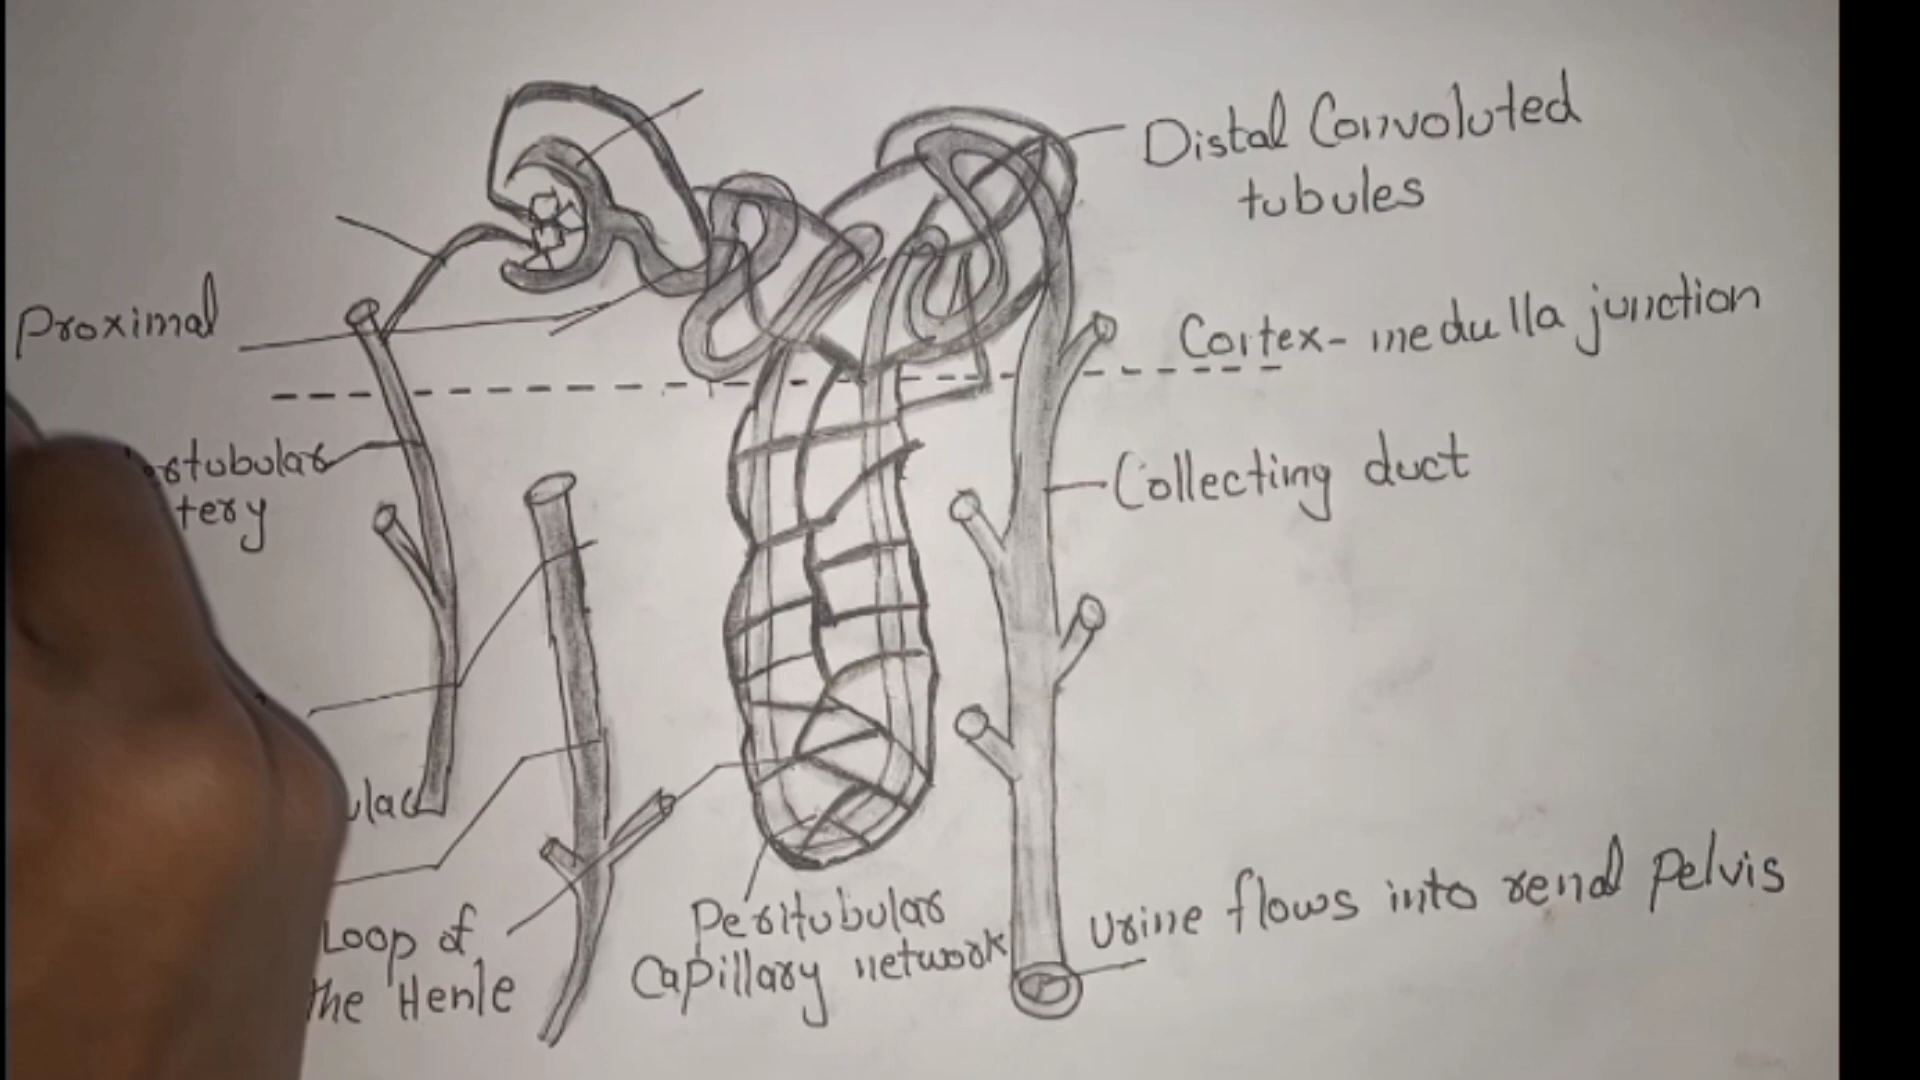 Distal Convoluted
tubules
Proximal
Cortex-medulla junction
Collecting duct
Loop of
the Henle
Peritubular
Capillary network
Urine flows into renal Pelvis